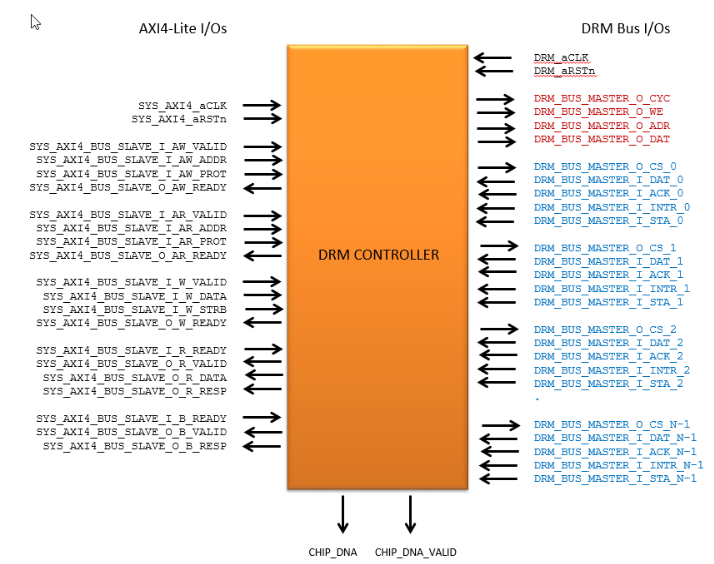 AXI4-Lite I/Os
SYS_AXI4_aCLK
SYS_AXI4_aRSTn
SYS_AXI4_BUS_SLAVE_I_AW_VALID
SYS_AXI4_BUS_SLAVE_I_AW_ADDR
SYS_AXI4_BUS_SLAVE_I_AW_PROT
SYS_AXI4_BUS_SLAVE_O_AW_READY
SYS_AXI4_BUS_SLAVE_I_AR_VALID
SYS_AXI4_BUS_SLAVE_I_AR_ADDR
SYS_AXI4_BUS_SLAVE_I_AR_PROT
SYS_AXI4_BUS_SLAVE_O_AR_READY
SYS_AXI4_BUS_SLAVE_I_W_VALID
SYS_AXI4_BUS_SLAVE_I_W_DATA
SYS_AXI4_BUS_SLAVE_I_W_STRB
SYS_AXI4_BUS_SLAVE_O_W_READY
SYS_AXI4_BUS_SLAVE_I_R_READY
SYS_AXI4_BUS_SLAVE_O_R_VALID
SYS_AXI4_BUS_SLAVE_O_R_DATA
SYS_AXI4_BUS_SLAVE_O_R_RESP
SYS_AXI4_BUS_SLAVE_I_B_READY
SYS_AXI4_BUS_SLAVE_O_B_VALID
SYS_AXI4_BUS_SLAVE_O_B_RESP
DRM CONTROLLER
DRM Bus I/Os
DRM_aCLK
DRM_aRSTn
DRM_BUS_MASTER_O_CYC
DRM_BUS_MASTER_O_WE
DRM_BUS_MASTER_O_ADR
DRM_BUS_MASTER_O_DAT
DRM_BUS_MASTER_O_CS_0
DRM_BUS_MASTER_I_DAT_0
DRM_BUS_MASTER_I_ACK_0
DRM_BUS_MASTER_I_INTR_0
DRM_BUS_MASTER_I_STA_0
DRM_BUS_MASTER_O_CS_1
DRM_BUS_MASTER_I_DAT_1
DRM_BUS_MASTER_I_ACK_1
DRM_BUS_MASTER_I_INTR_1
DRM_BUS_MASTER_I_STA_1
DRM_BUS_MASTER_O_CS_2
DRM_BUS_MASTER_I_DAT_2
DRM_BUS_MASTER_I_ACK_2
DRM_BUS_MASTER_I_INTR_2
DRM_BUS_MASTER_I_STA_2
.
DRM_BUS_MASTER_O_CS_N-1
DRM_BUS_MASTER_I_DAT_N-1
DRM_BUS_MASTER_I_ACK_N-1
DRM_BUS_MASTER_I_INTR_N-1
DRM_BUS_MASTER_I_STA_N-1
CHIP_DNA
CHIP_DNA_VALID